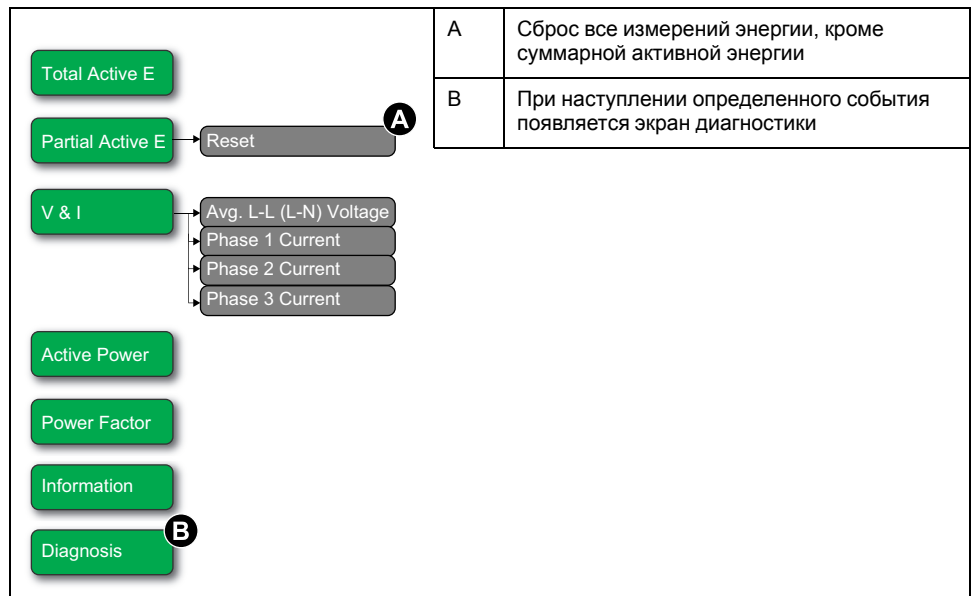 A
Сброс все измерений энергии, кроме
суммарной активной энергии
B
При наступлении определенного события
появляется экран диагностики
Total Active E
Partial Active E
Reset
A
V & I
Avg. L-L (L-N) Voltage
Phase 1 Current
Phase 2 Current
Phase 3 Current
Active Power
Power Factor
Information
Diagnosis
B